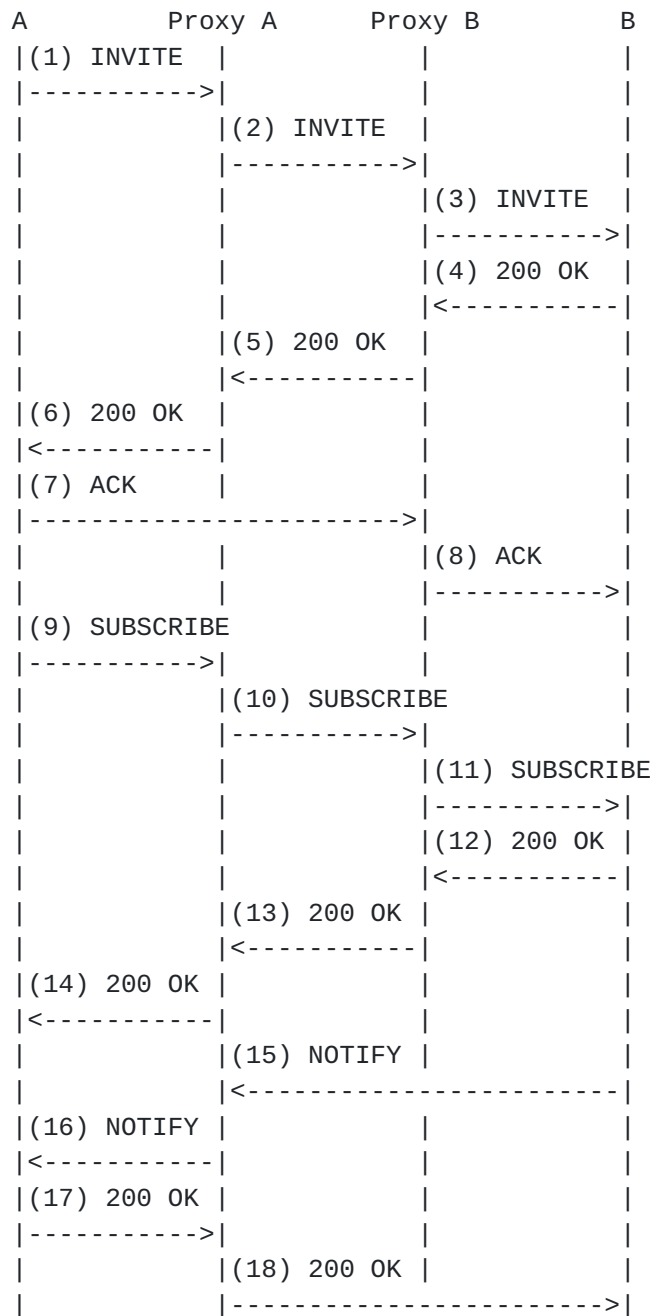 A         Proxy A      Proxy B         B
|(1) INVITE  |            |            |
|----------->|            |            |
|            |(2) INVITE  |            |
|            |----------->|            |
|            |            |(3) INVITE  |
|            |            |----------->|
|            |            |(4) 200 OK  |
|            |            |<-----------|
|            |(5) 200 OK  |            |
|            |<-----------|            |
|(6) 200 OK  |            |            |
|<-----------|            |            |
|(7) ACK     |            |            |
|------------------------>|            |
|            |            |(8) ACK     |
|            |            |----------->|
|(9) SUBSCRIBE            |            |
|----------->|            |            |
|            |(10) SUBSCRIBE           |
|            |----------->|            |
|            |            |(11) SUBSCRIBE
|            |            |----------->|
|            |            |(12) 200 OK |
|            |            |<-----------|
|            |(13) 200 OK |            |
|            |<-----------|            |
|(14) 200 OK |            |            |
|<-----------|            |            |
|            |(15) NOTIFY |            |
|            |<------------------------|
|(16) NOTIFY |            |            |
|<-----------|            |            |
|(17) 200 OK |            |            |
|----------->|            |            |
|            |(18) 200 OK |            |
|            |------------------------>|